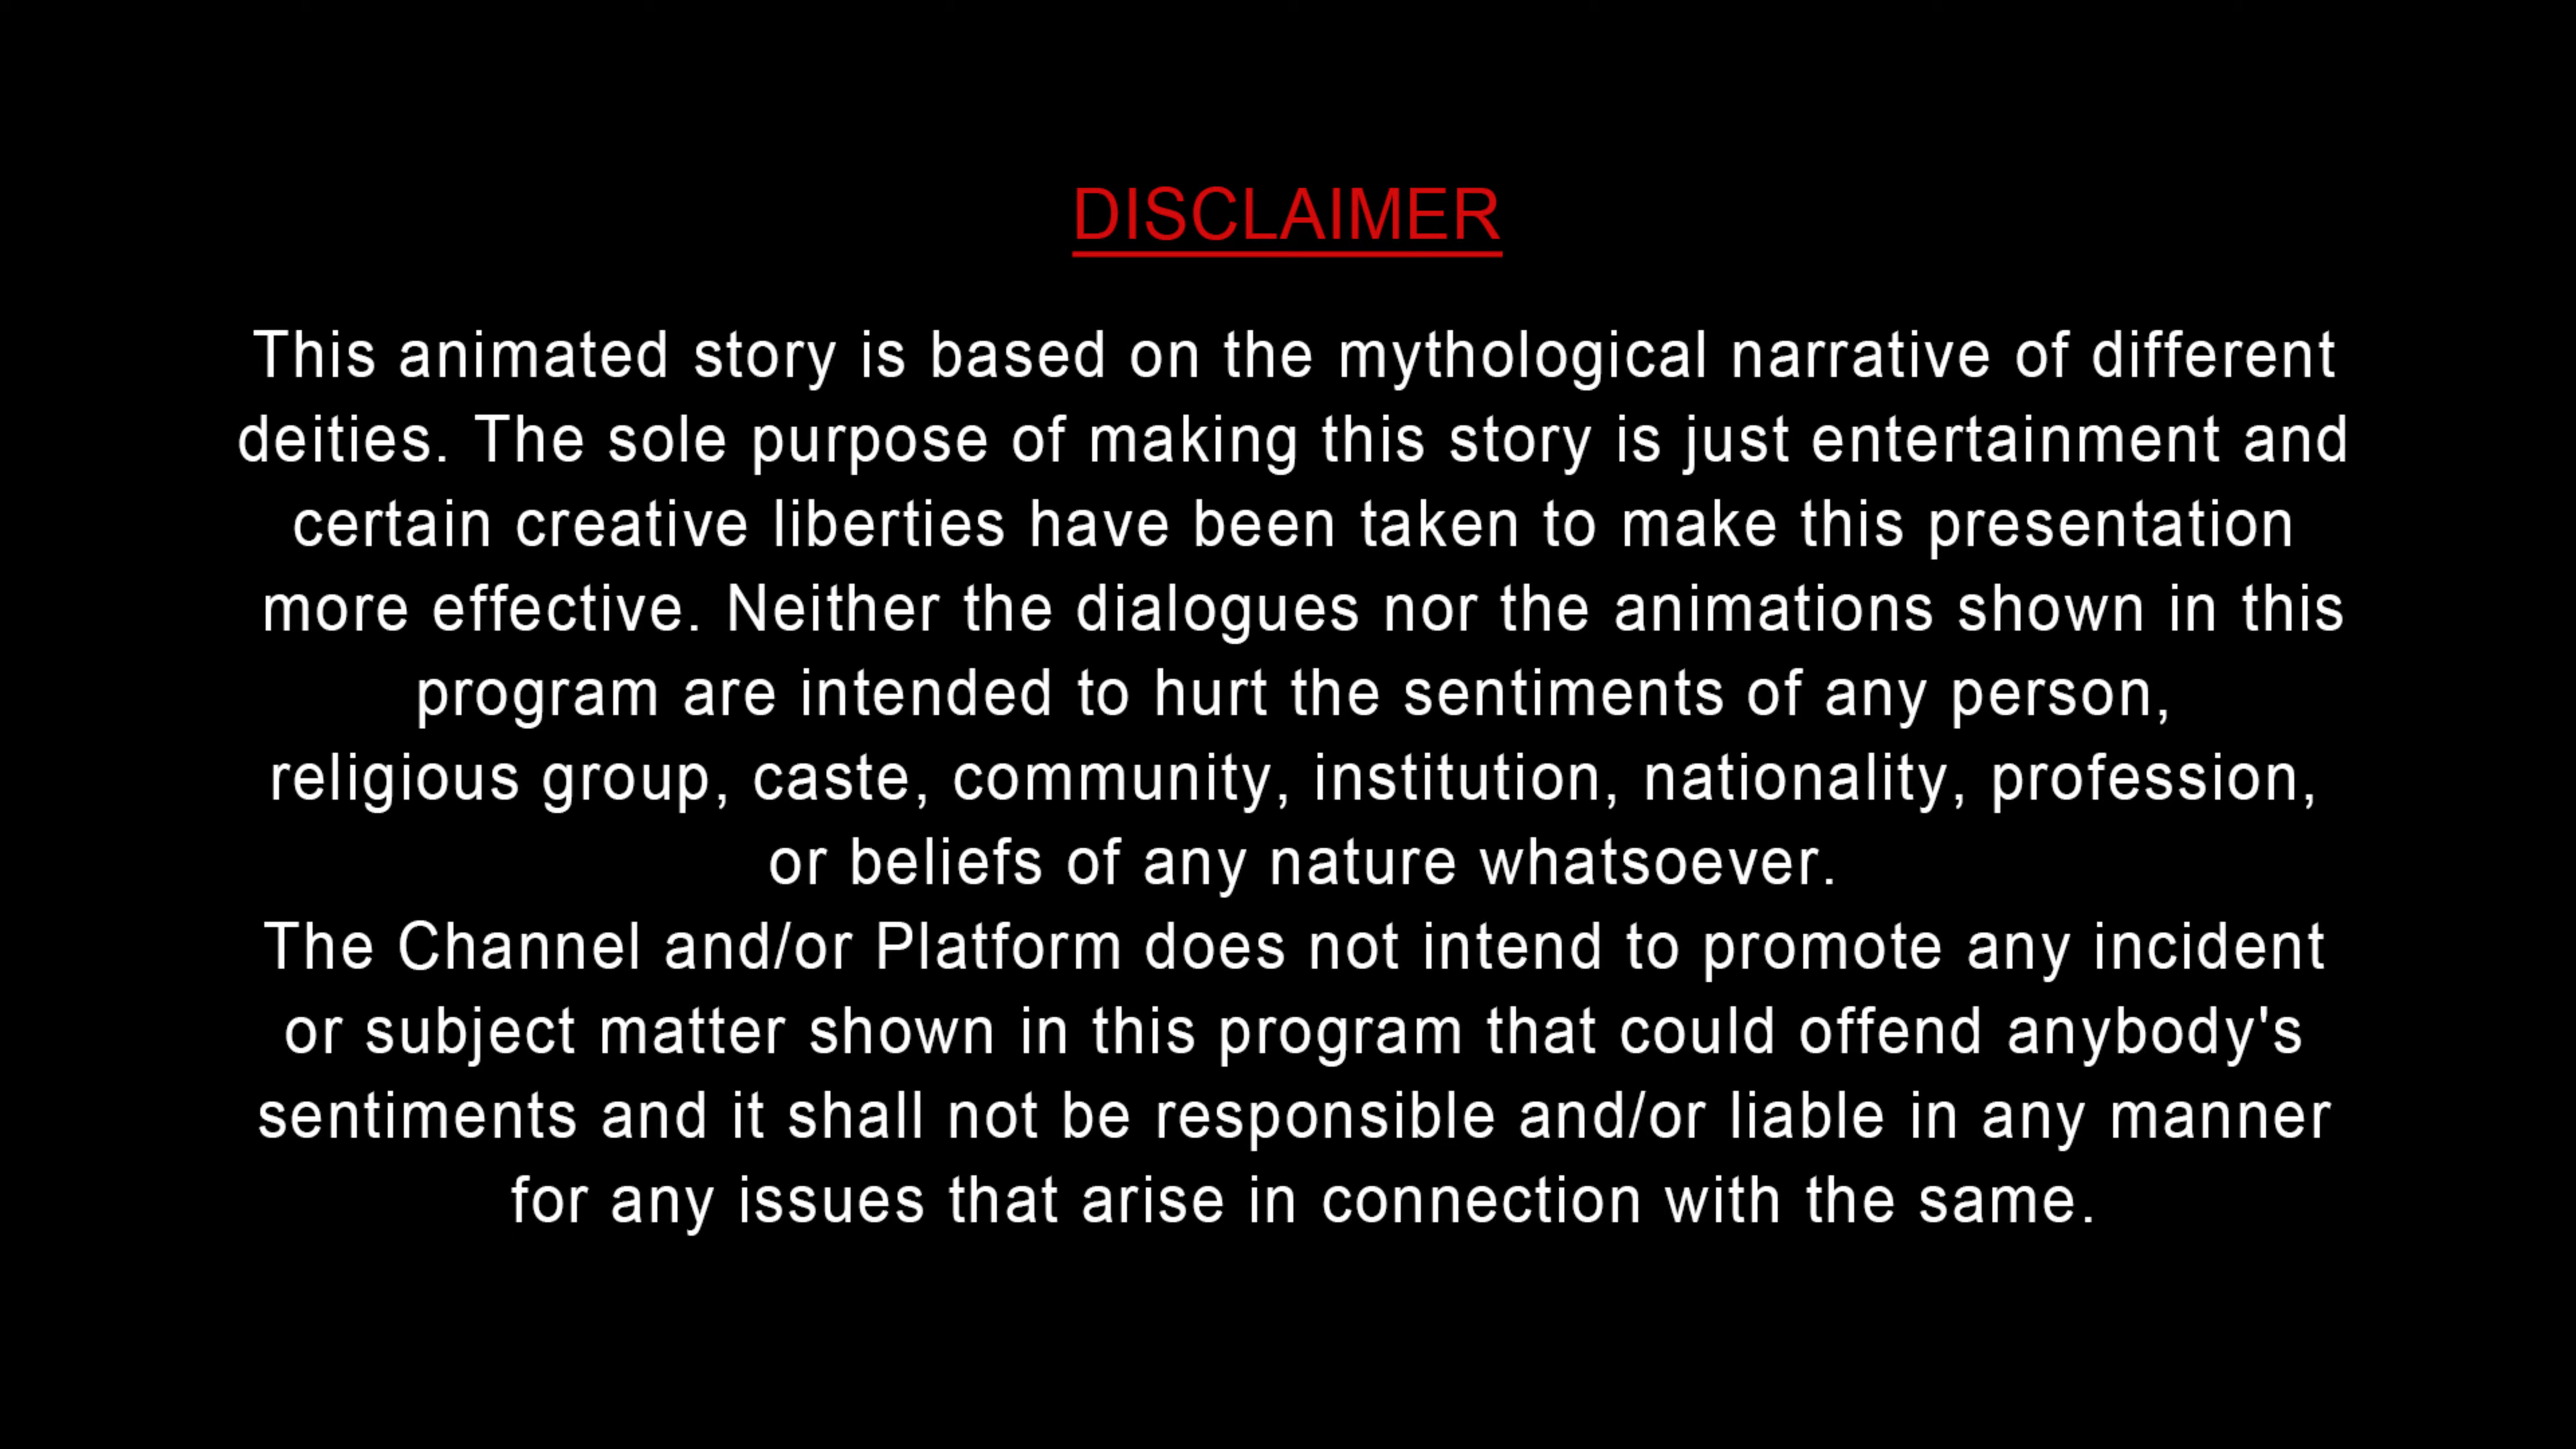 DISCLAIMER
This animated story is based on the mythological narrative of different
deities. The sole purpose of making this story is just entertainment and
certain creative liberties have been taken to make this presentation
more effective. Neither the dialogues nor the animations shown in this
program are intended to hurt the sentiments of any person,
religious group, caste, community, institution, nationality, profession,
or beliefs of any nature whatsoever.
The Channel and/or Platform does not intend to promote any incident
or subject matter shown in this program that could offend anybody's
sentiments and it shall not be responsible and/or liable in any manner
for any issues that arise in connection with the same.